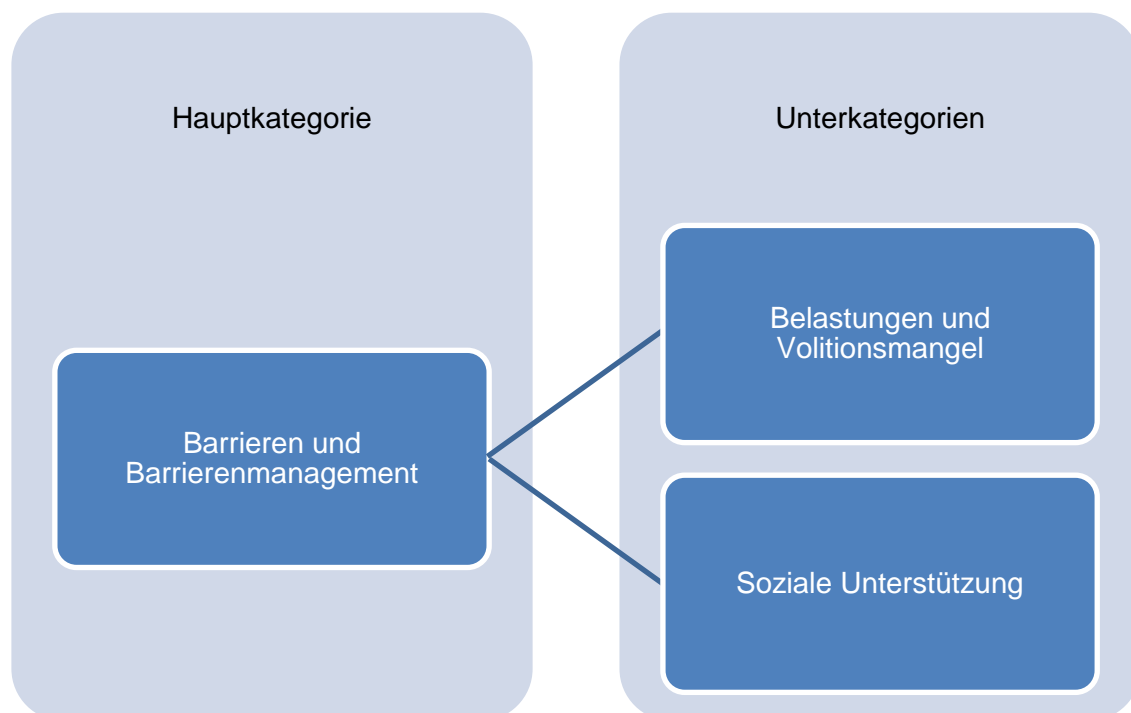 Hauptkategorie
Unterkategorien
Barrieren und
Barrierenmanagement
Belastungen und
Volitionsmangel
Soziale Unterstützung